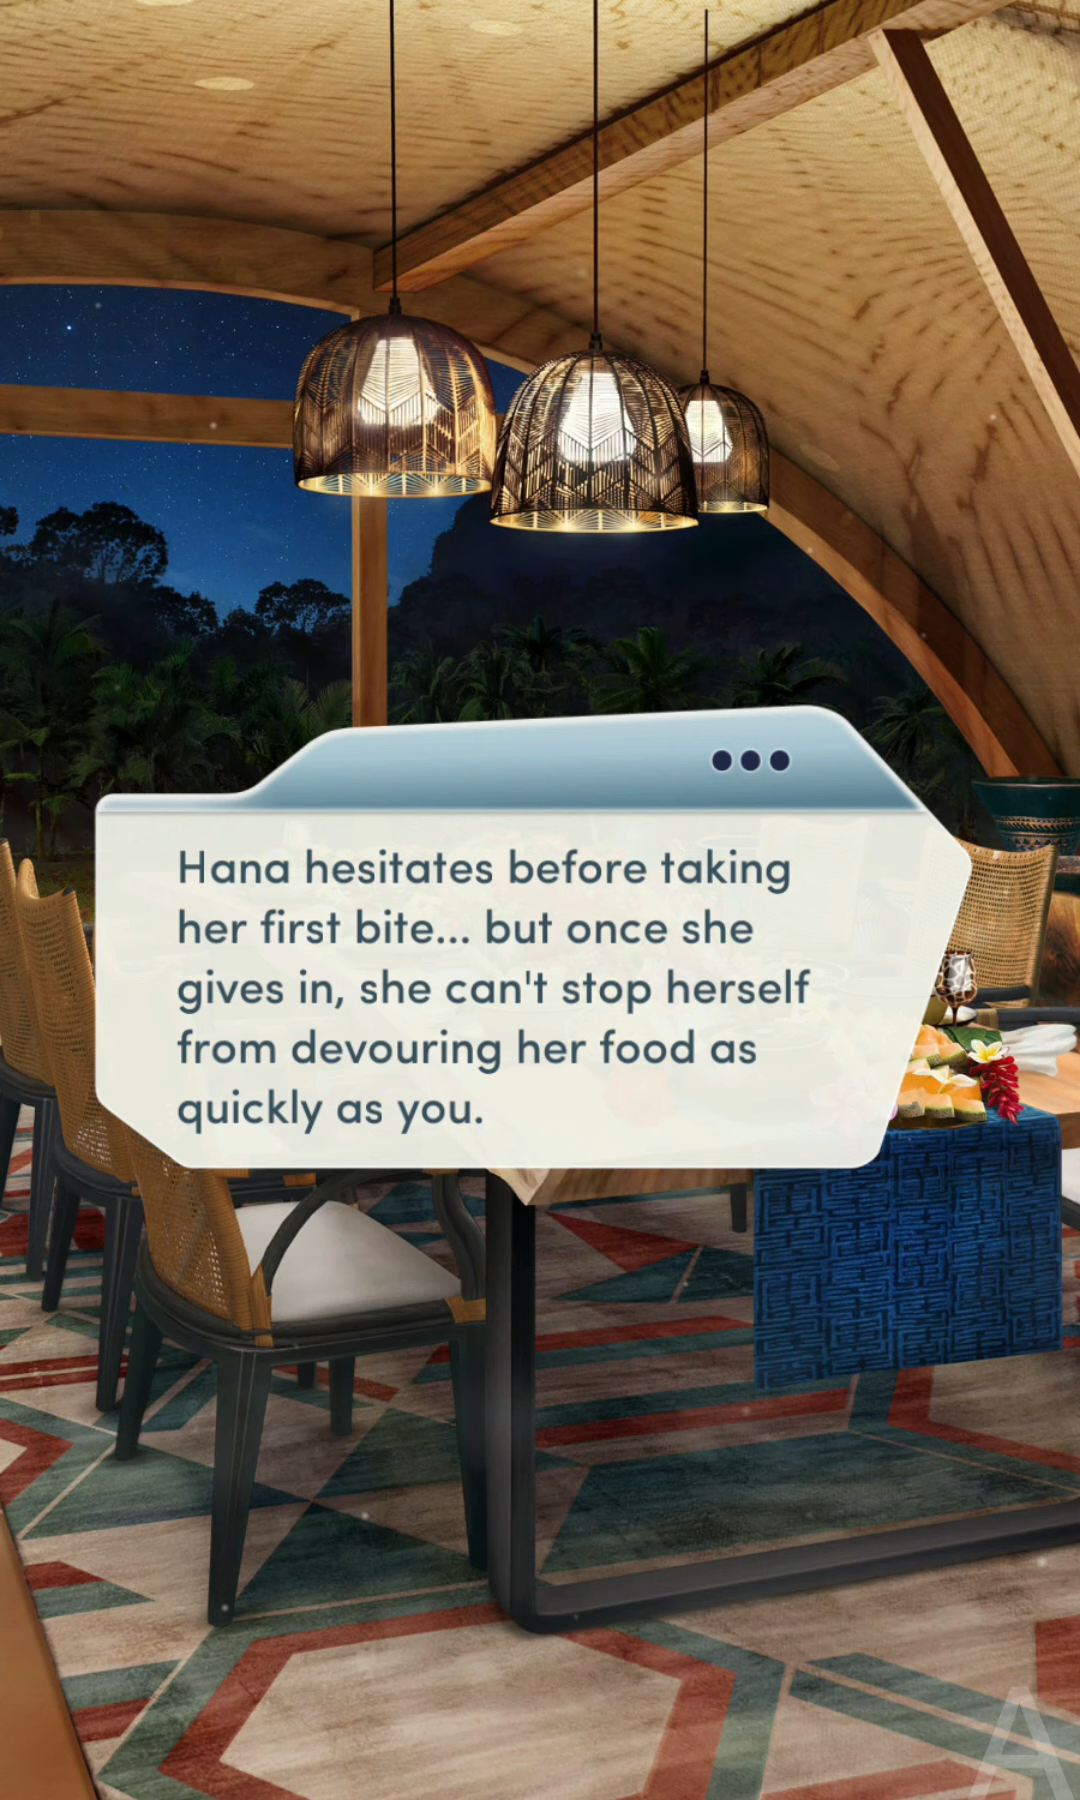 Hana hesitates before taking
her first bite... but once she
gives in, she can't stop herself
from devouring her food as
quickly as you.
A